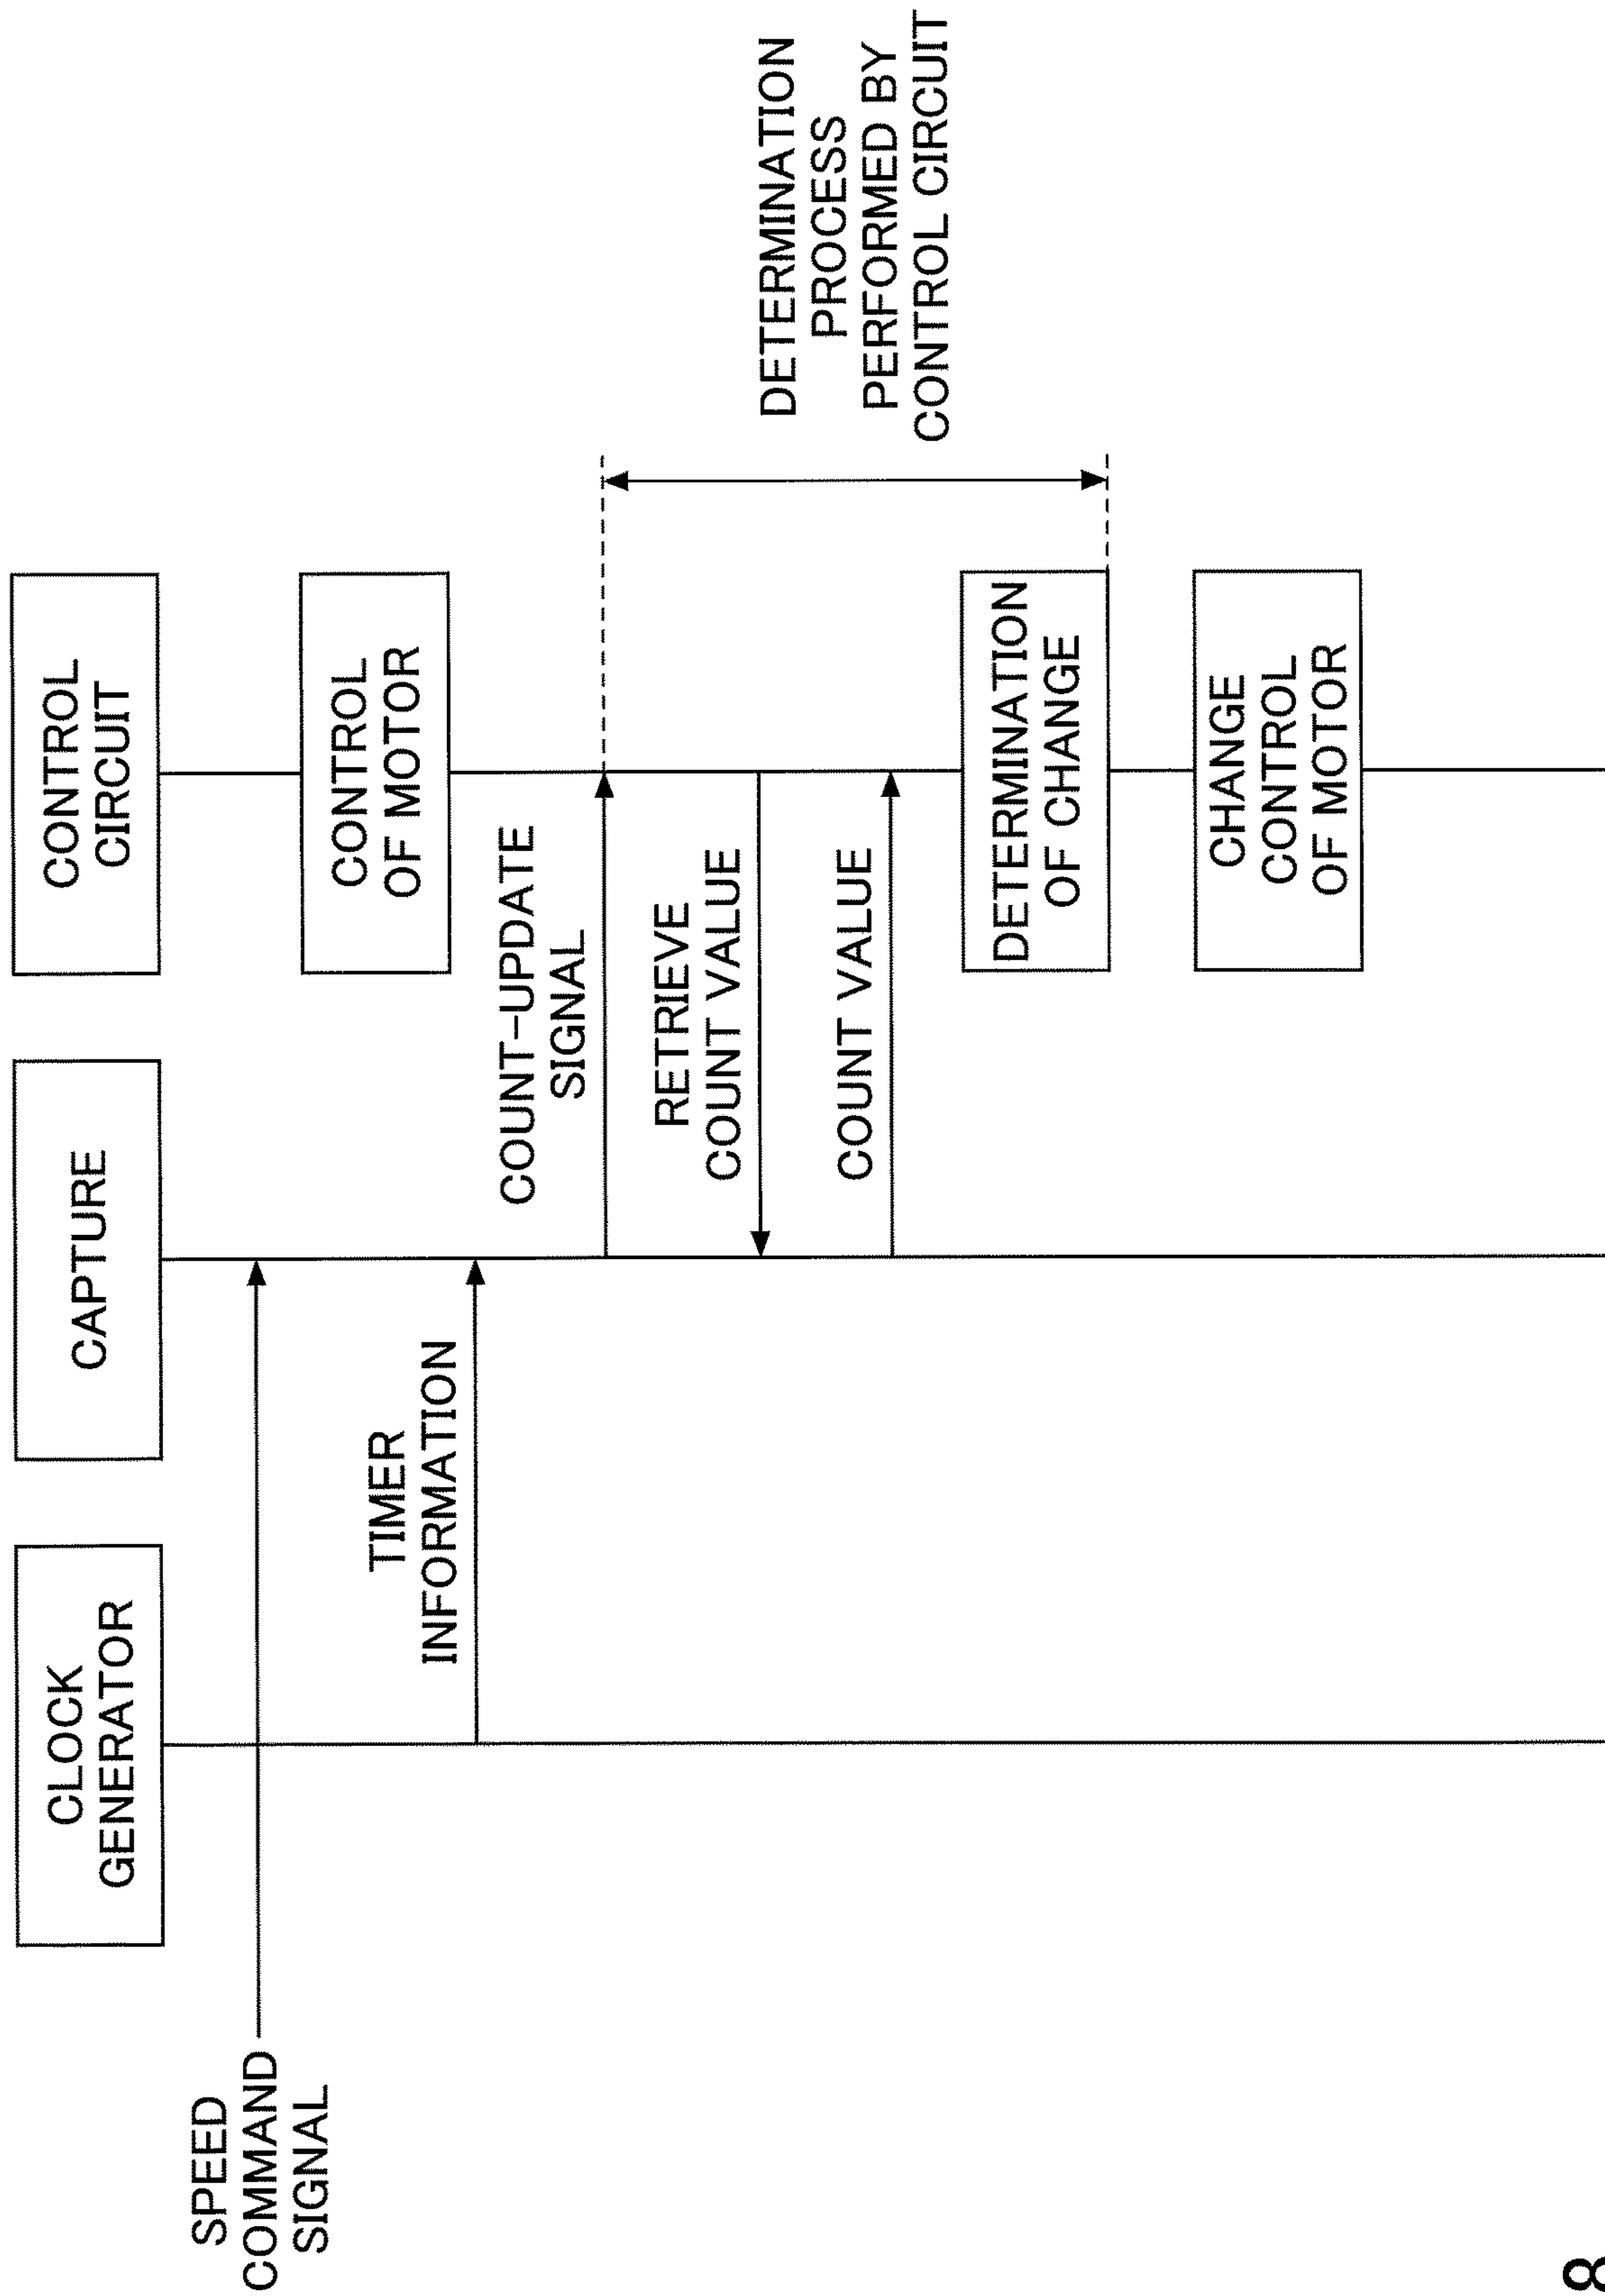 CLOCK
GENERATOR
CAPTURE
CONTROL
CIRCUIT
SPEED
COMMAND
SIGNAL
CONTROL
OF MOTOR
TIMER
INFORMATION
COUNT-UPDATE
SIGNAL
RETRIEVE
COUNT VALUE
COUNT VALUE
DETERMINATION
PROCESS
PERFORMED BY
CONTROL CIRCUIT
DETERMINATION
OF CHANGE
CHANGE
CONTROL
OF MOTOR
8